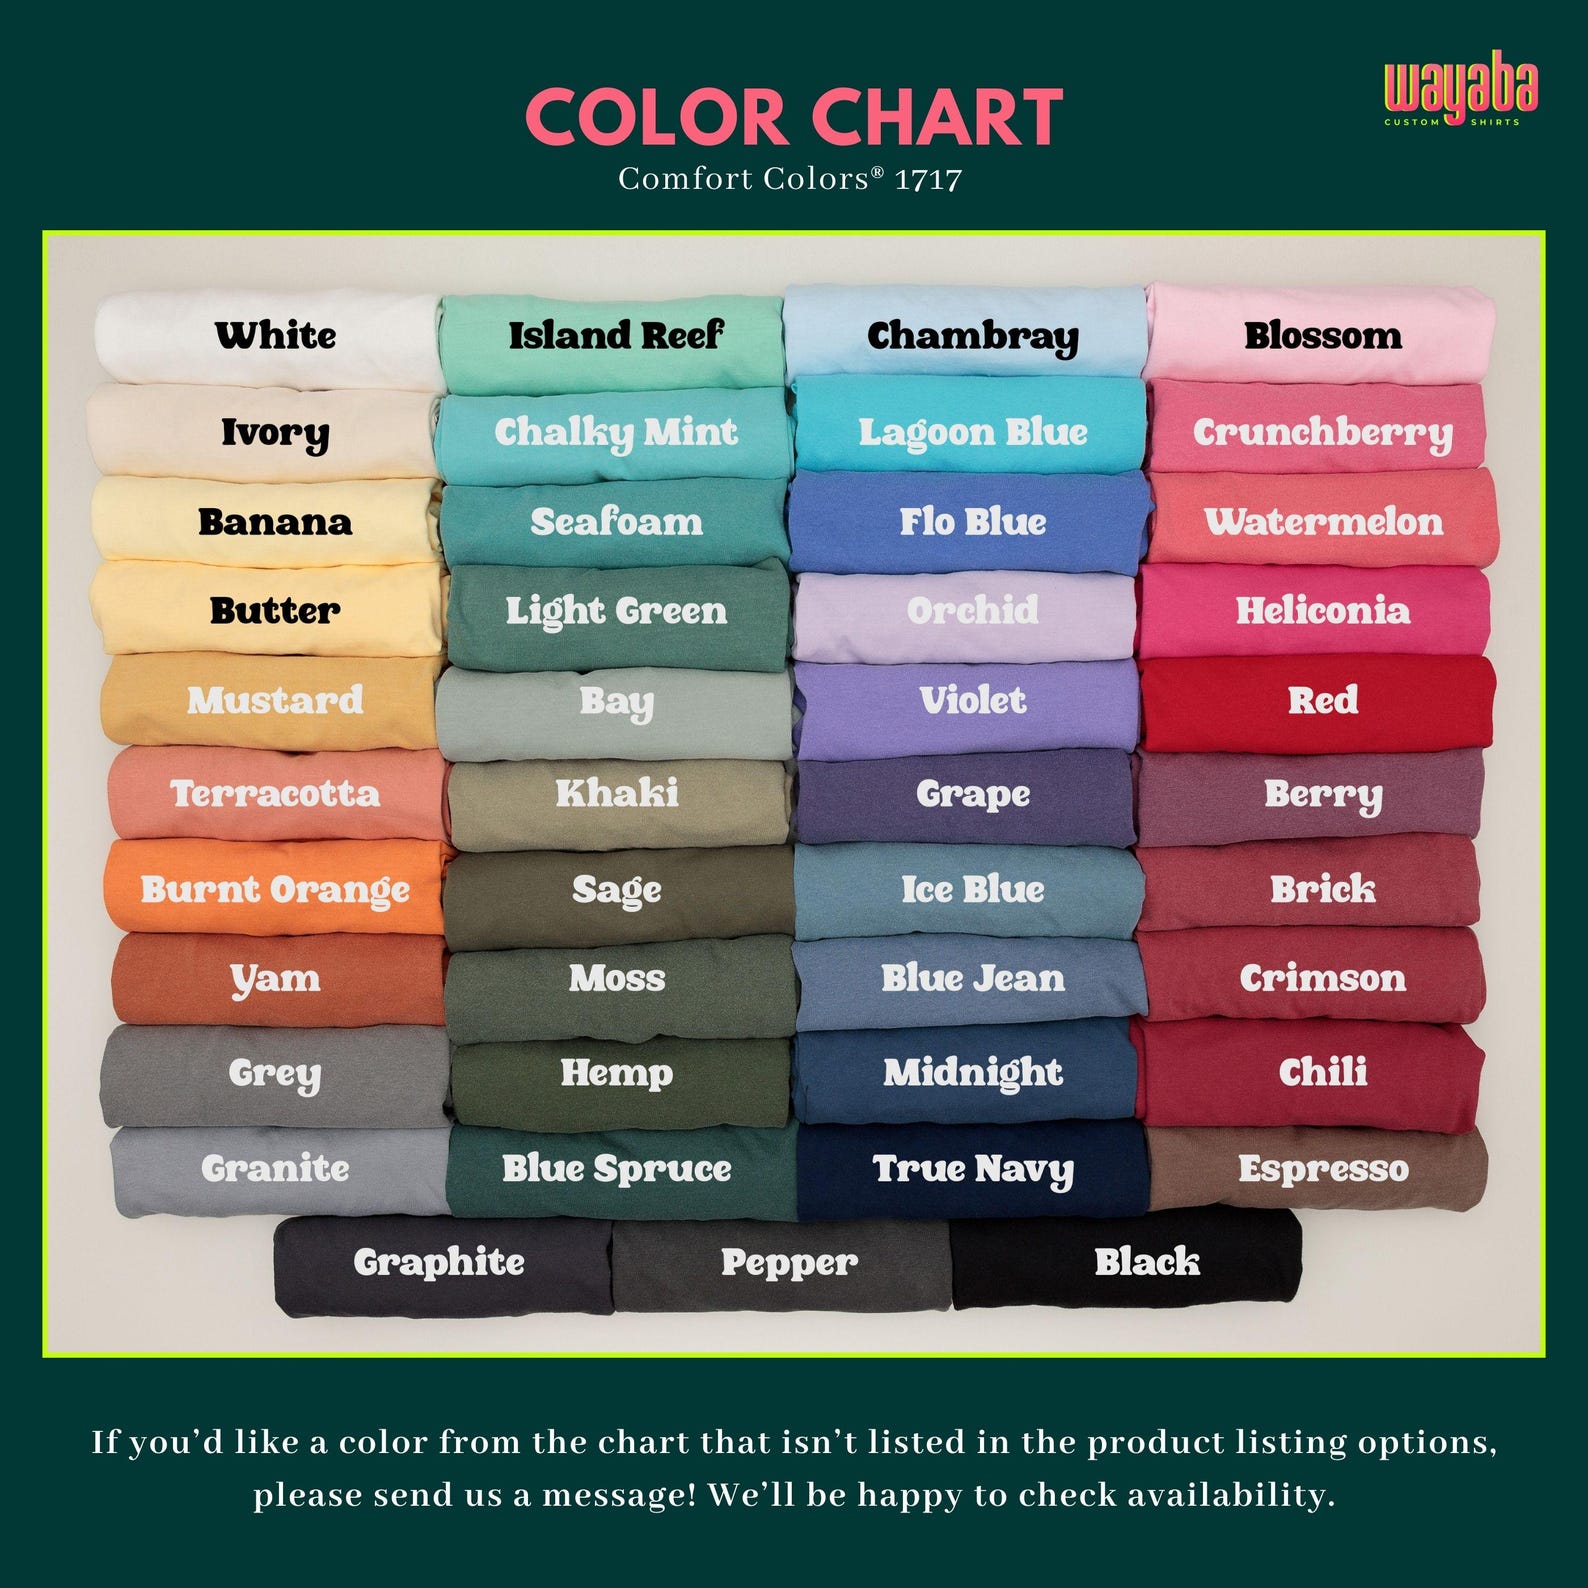 wayaba
CUSTOM SHIRTS
COLOR CHART
Comfort Colors® 1717
White
Island Reef
Chambray
Blossom
Ivory
Chalky Mint
Lagoon Blue
Crunchberry
Banana
Seafoam
Flo Blue
Watermelon
Butter
Light Green
Orchid
Heliconia
Mustard
Bay
Violet
Red
Terracotta
Khaki
Grape
Berry
Burnt Orange
Sage
Ice Blue
Brick
Yam
Moss
Blue Jean
Crimson
Grey
Hemp
Midnight
Chili
Granite
Blue Spruce
True Navy
Espresso
Graphite
Pepper
Black
If you’d like a color from the chart that isn’t listed in the product listing options,
please send us a message! We’ll be happy to check availability.